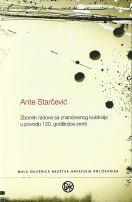 Ante Starčević
Zbornik radova sa znanstvenog kolokvija
u povodu 120. godišnjice smrti
MALA KNJIŽNICA DRUŠTVA HRVATSKIH KNJIŽEVNIKA